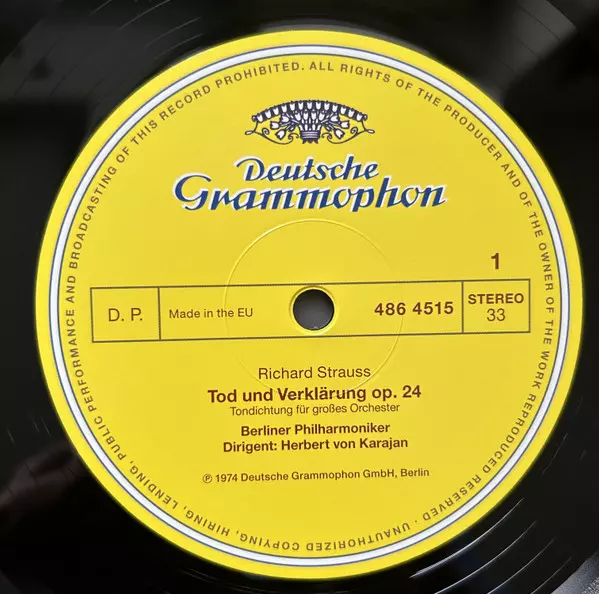 ALL RIGHTS OF THE PRODUCER AND OF THE OWNER OF THE WORK REPRODUCED RESERVED. UNAUTHORIZED COPYING, HIRING, LENDING, PUBLIC PERFORMANCE AND BROADCASTING OF THIS RECORD PROHIBITED.
Deutsche
Grammophon
1
D. P.
Made in the EU
486 4515
STEREO
33
Richard Strauss
Tod und Verklärung op. 24
Tondichtung für großes Orchester
Berliner Philharmoniker
Dirigent: Herbert von Karajan
℗ 1974 Deutsche Grammophon GmbH, Berlin